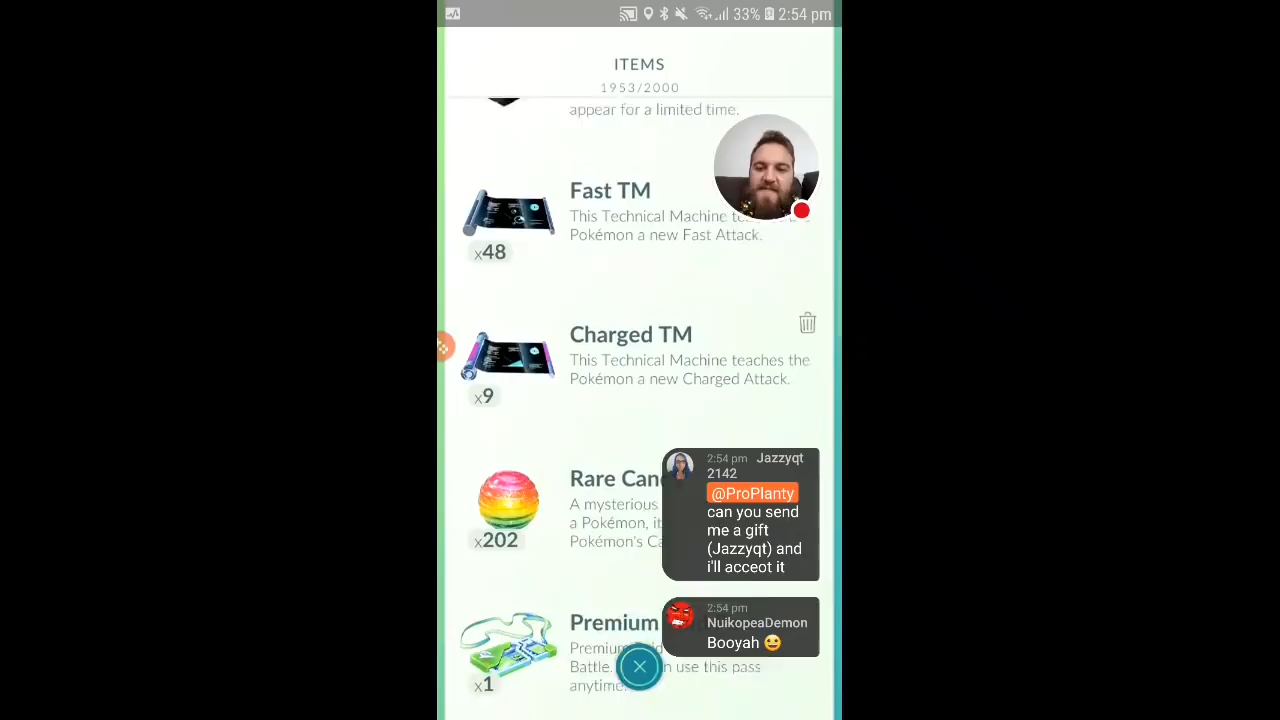 33% 2:54 pm
ITEMS
1953/2000
appear for a limited time.
Fast TM
This Technical Machine
Pokémon a new Fast Attack.
x48
Charged TM
This Technical Machine teaches the
Pokémon a new Charged Attack.
x9
Rare
A mysterious
a Pokémon, it
Pokémon's
x202
2:54 pm Jazzyqt
2142
@ProPlanty
can you send
me a gift
(Jazzyqt) and
i'll acceot it
2:54 pm
NuikopeaDemon
Booyah
Premium
Battle. use this pass
anytime.
x1